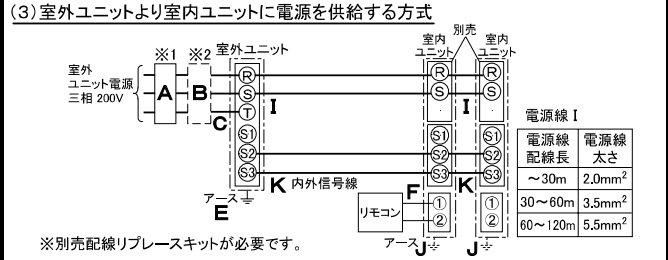 (3)室外ユニットより室内ユニットに電源を供給する方式
※1 ※2 室外ユニット
室内ユニット 別売 室内ユニット
室外
ユニット電源
三相 200V
A B C
R S T S1 S2 S3
I
R S · S1 S2 S3 ① ②
I
R S · S1 S2 S3 ① ②
K 内外信号線 F K
アース
E
リモコン
アース J J
※別売配線リプレースキットが必要です。
電源線 I
電源線配線長 電源線太さ
～30m 2.0mm²
30～60m 3.5mm²
60～120m 5.5mm²